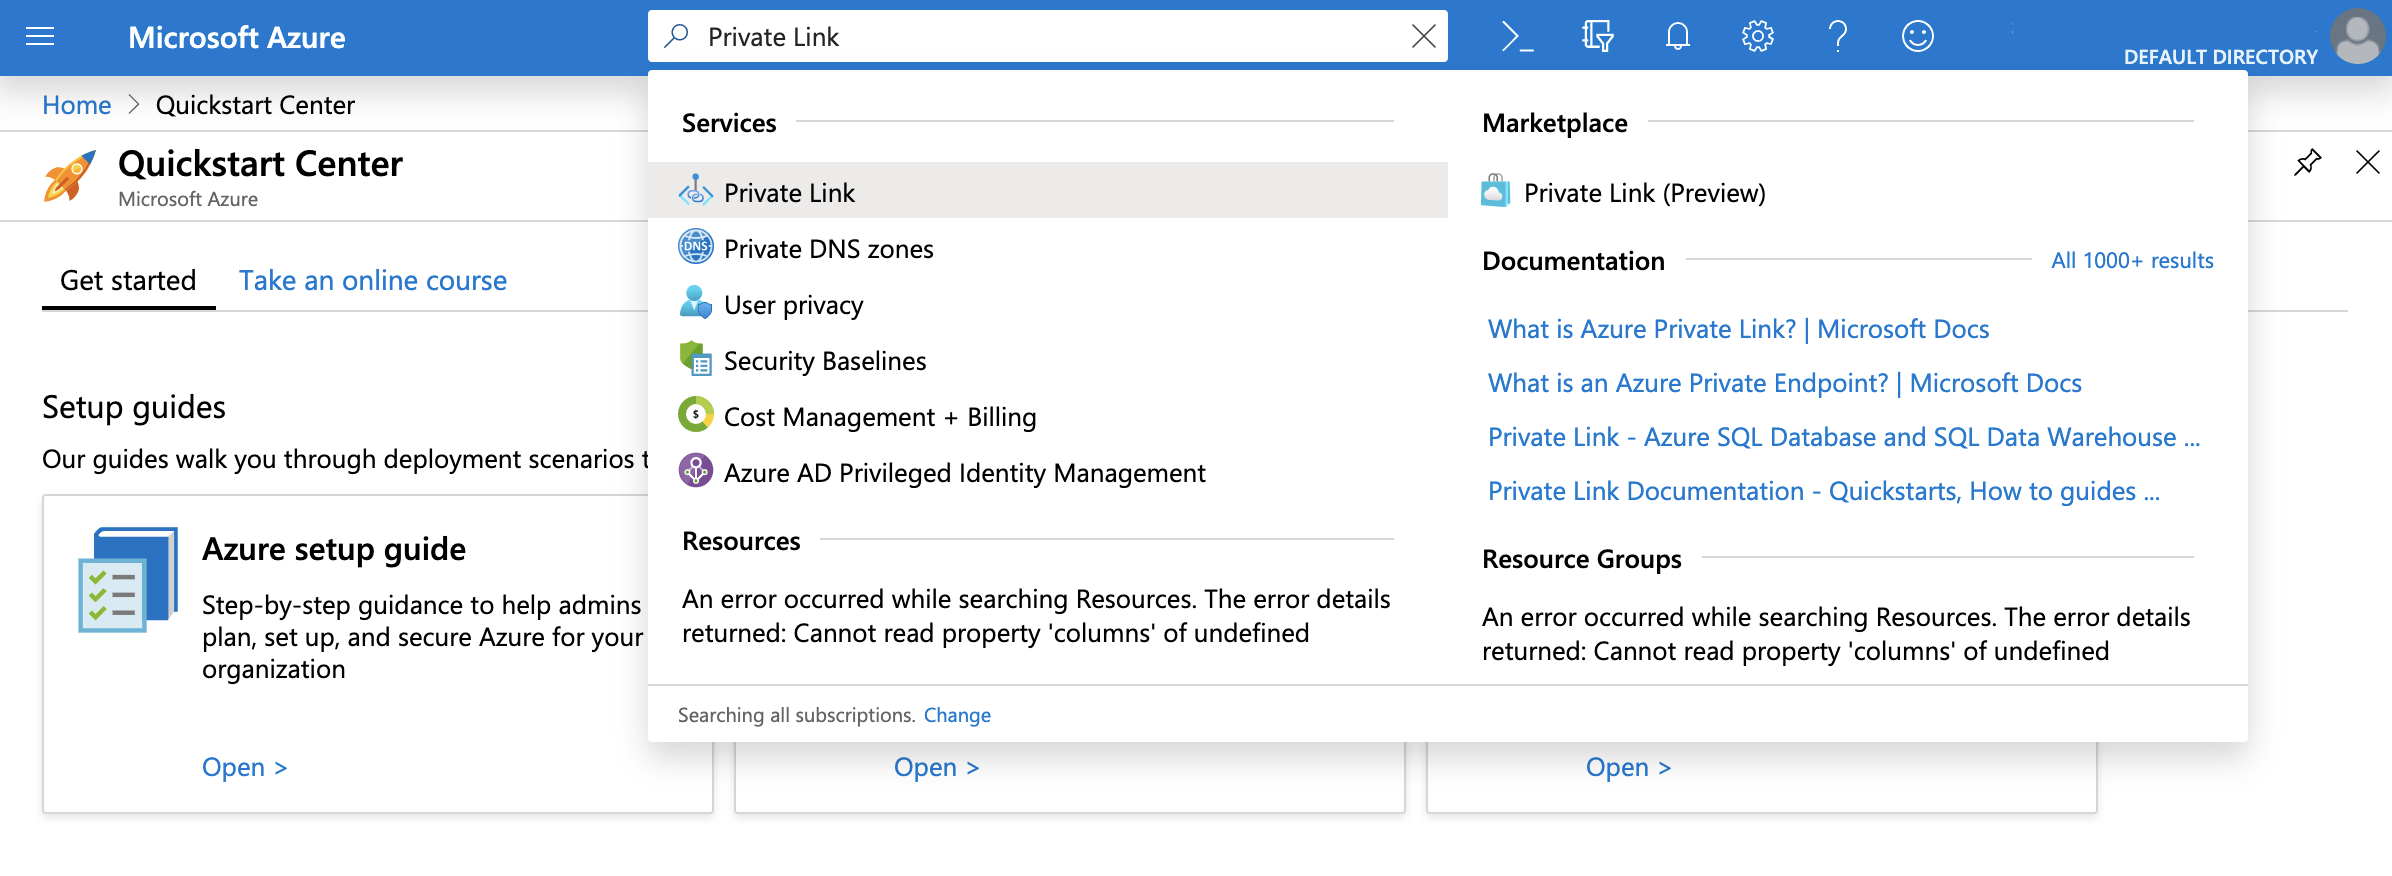 Microsoft Azure
Private Link
DEFAULT DIRECTORY
Home > Quickstart Center
Quickstart Center
Microsoft Azure
Get started
Take an online course
Setup guides
Our guides walk you through deployment scenarios
Azure setup guide
Step-by-step guidance to help admins
plan, set up, and secure Azure for your
organization
Open >
Open >
Open >
Services
Private Link
DNS
Private DNS zones
User privacy
Security Baselines
$
Cost Management + Billing
Azure AD Privileged Identity Management
Resources
An error occurred while searching Resources. The error details
returned: Cannot read property 'columns' of undefined
Marketplace
Private Link (Preview)
Documentation
All 1000+ results
What is Azure Private Link? | Microsoft Docs
What is an Azure Private Endpoint? | Microsoft Docs
Private Link - Azure SQL Database and SQL Data Warehouse ...
Private Link Documentation - Quickstarts, How to guides ...
Resource Groups
An error occurred while searching Resources. The error details
returned: Cannot read property 'columns' of undefined
Searching all subscriptions. Change